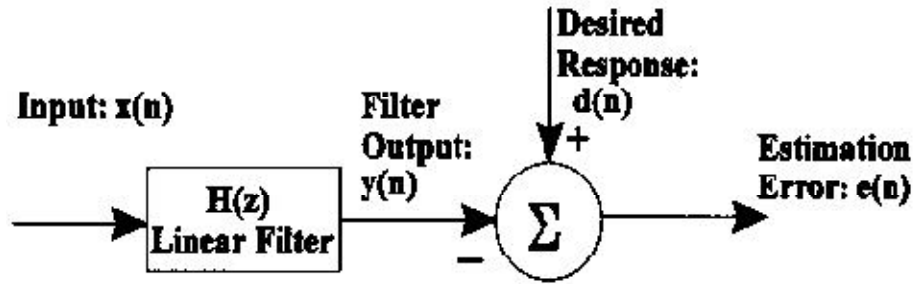 Desired
Response:
d(n)
+
Input: x(n)
Filter
Output:
y(n)
Estimation
Error: e(n)
H(z)
Linear Filter
Σ
−